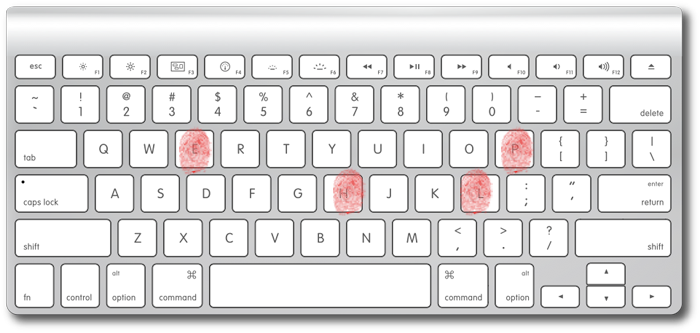 esc F1 F2 F3 F4 F5 F6 F7 F8 F9 F10 F11 F12
~ ! @ # $ % ^ & * ( ) - +
` 1 2 3 4 5 6 7 8 9 0 - = delete
tab Q W E R T Y U I O P { [ } ] | \
caps lock A S D F G H J K L : ; " ' enter return
shift Z X C V B N M < , > . ? / shift
fn control alt option ⌘ command ⌘ command alt option